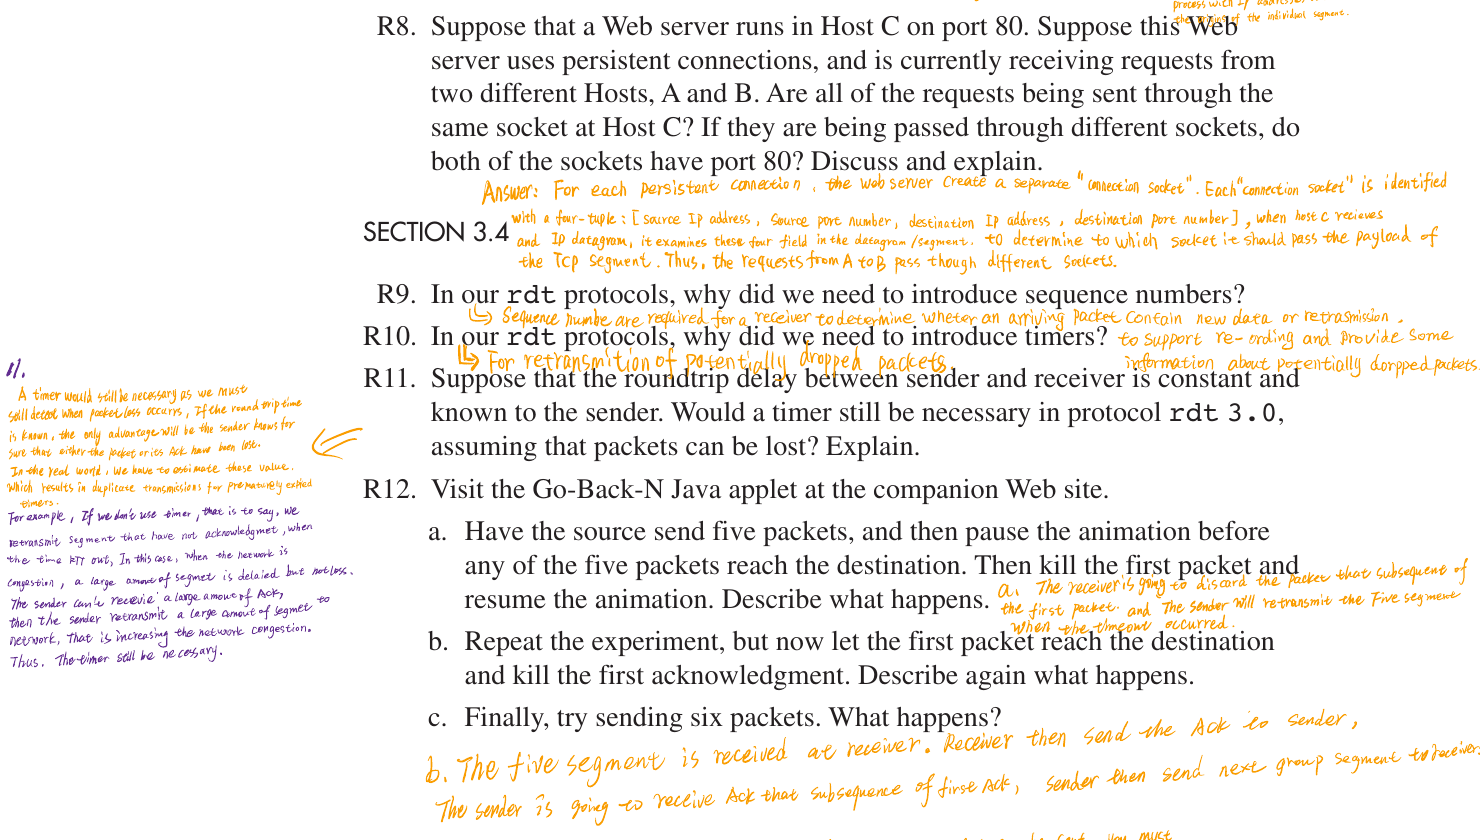 process with IP
R8. Suppose that a Web server runs in Host C on port 80. Suppose this Web
the origins of the individual segment.
server uses persistent connections, and is currently receiving requests from
two different Hosts, A and B. Are all of the requests being sent through the
same socket at Host C? If they are being passed through different sockets, do
both of the sockets have port 80? Discuss and explain.
Answer: For each persistent connection, the web server create a separate "connection socket". Each "connection socket" is identified
with a four-tuple: [source IP address, source port number, destination IP address, destination port number], when host c recieves
SECTION 3.4
and IP datagram, it examines these four field in the datagram/segment. to determine to which socket it should pass the payload of
the TCP segment. Thus, the requests from A to B pass though different sockets.
R9. In our rdt protocols, why did we need to introduce sequence numbers?
Sequence numbe are required for a receiver to determine wheter an arriving packet contain new data or retrasmission.
R10. In our rdt protocols, why did we need to introduce timers?
to support re-ording and provide some
information about potentially dorpped packets.
For retransmition of potentially dropped packets.
R11. Suppose that the roundtrip delay between sender and receiver is constant and
known to the sender. Would a timer still be necessary in protocol rdt 3.0,
assuming that packets can be lost? Explain.
11.
A timer would still be necessary as we must
still detect when packet loss occurrs, If the round trip time
is known, the only advantage will be the sender knows for
sure that either the packet or its Ack have been lost.
In the real world, we have to estimate these value.
Which results in duplicate transmissions for prematurely expied
timers.
For example, If we don't use timer, that is to say, we
retransmit segment that have not acknowledgmet, when
the time RTT out, In this case, when the network is
congestion, a large amout of segmet is delaied but not loss.
The sender can't recevie a large amout of Ack,
then the sender retransmit a large amout of segmet to
network, that is increasing the network congestion.
Thus. The timer still be necessary.
R12. Visit the Go-Back-N Java applet at the companion Web site.
a. Have the source send five packets, and then pause the animation before
any of the five packets reach the destination. Then kill the first packet and
resume the animation. Describe what happens.
a. The receiver is going to discard the packet that subsequent of
the first packet. and The sender will retransmit the Five segment
when the timeout occurred.
b. Repeat the experiment, but now let the first packet reach the destination
and kill the first acknowledgment. Describe again what happens.
c. Finally, try sending six packets. What happens?
b. The five segment is received at receiver. Receiver then send the Ack to sender,
The sender is going to receive Ack that subsequence of first Ack, sender then send next group segment to receiver.
you must